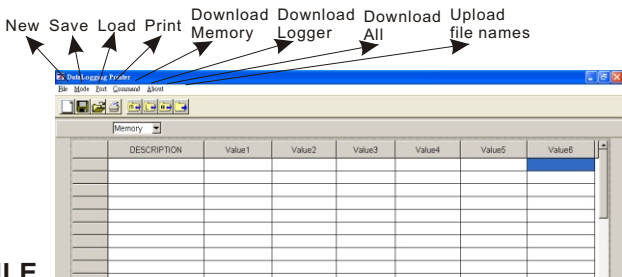 New Save Load Print Download Memory Download Logger Download All Upload file names
DataLogging Printer
File Mode Port Command About
Memory
DESCRIPTION Value1 Value2 Value3 Value4 Value5 Value6